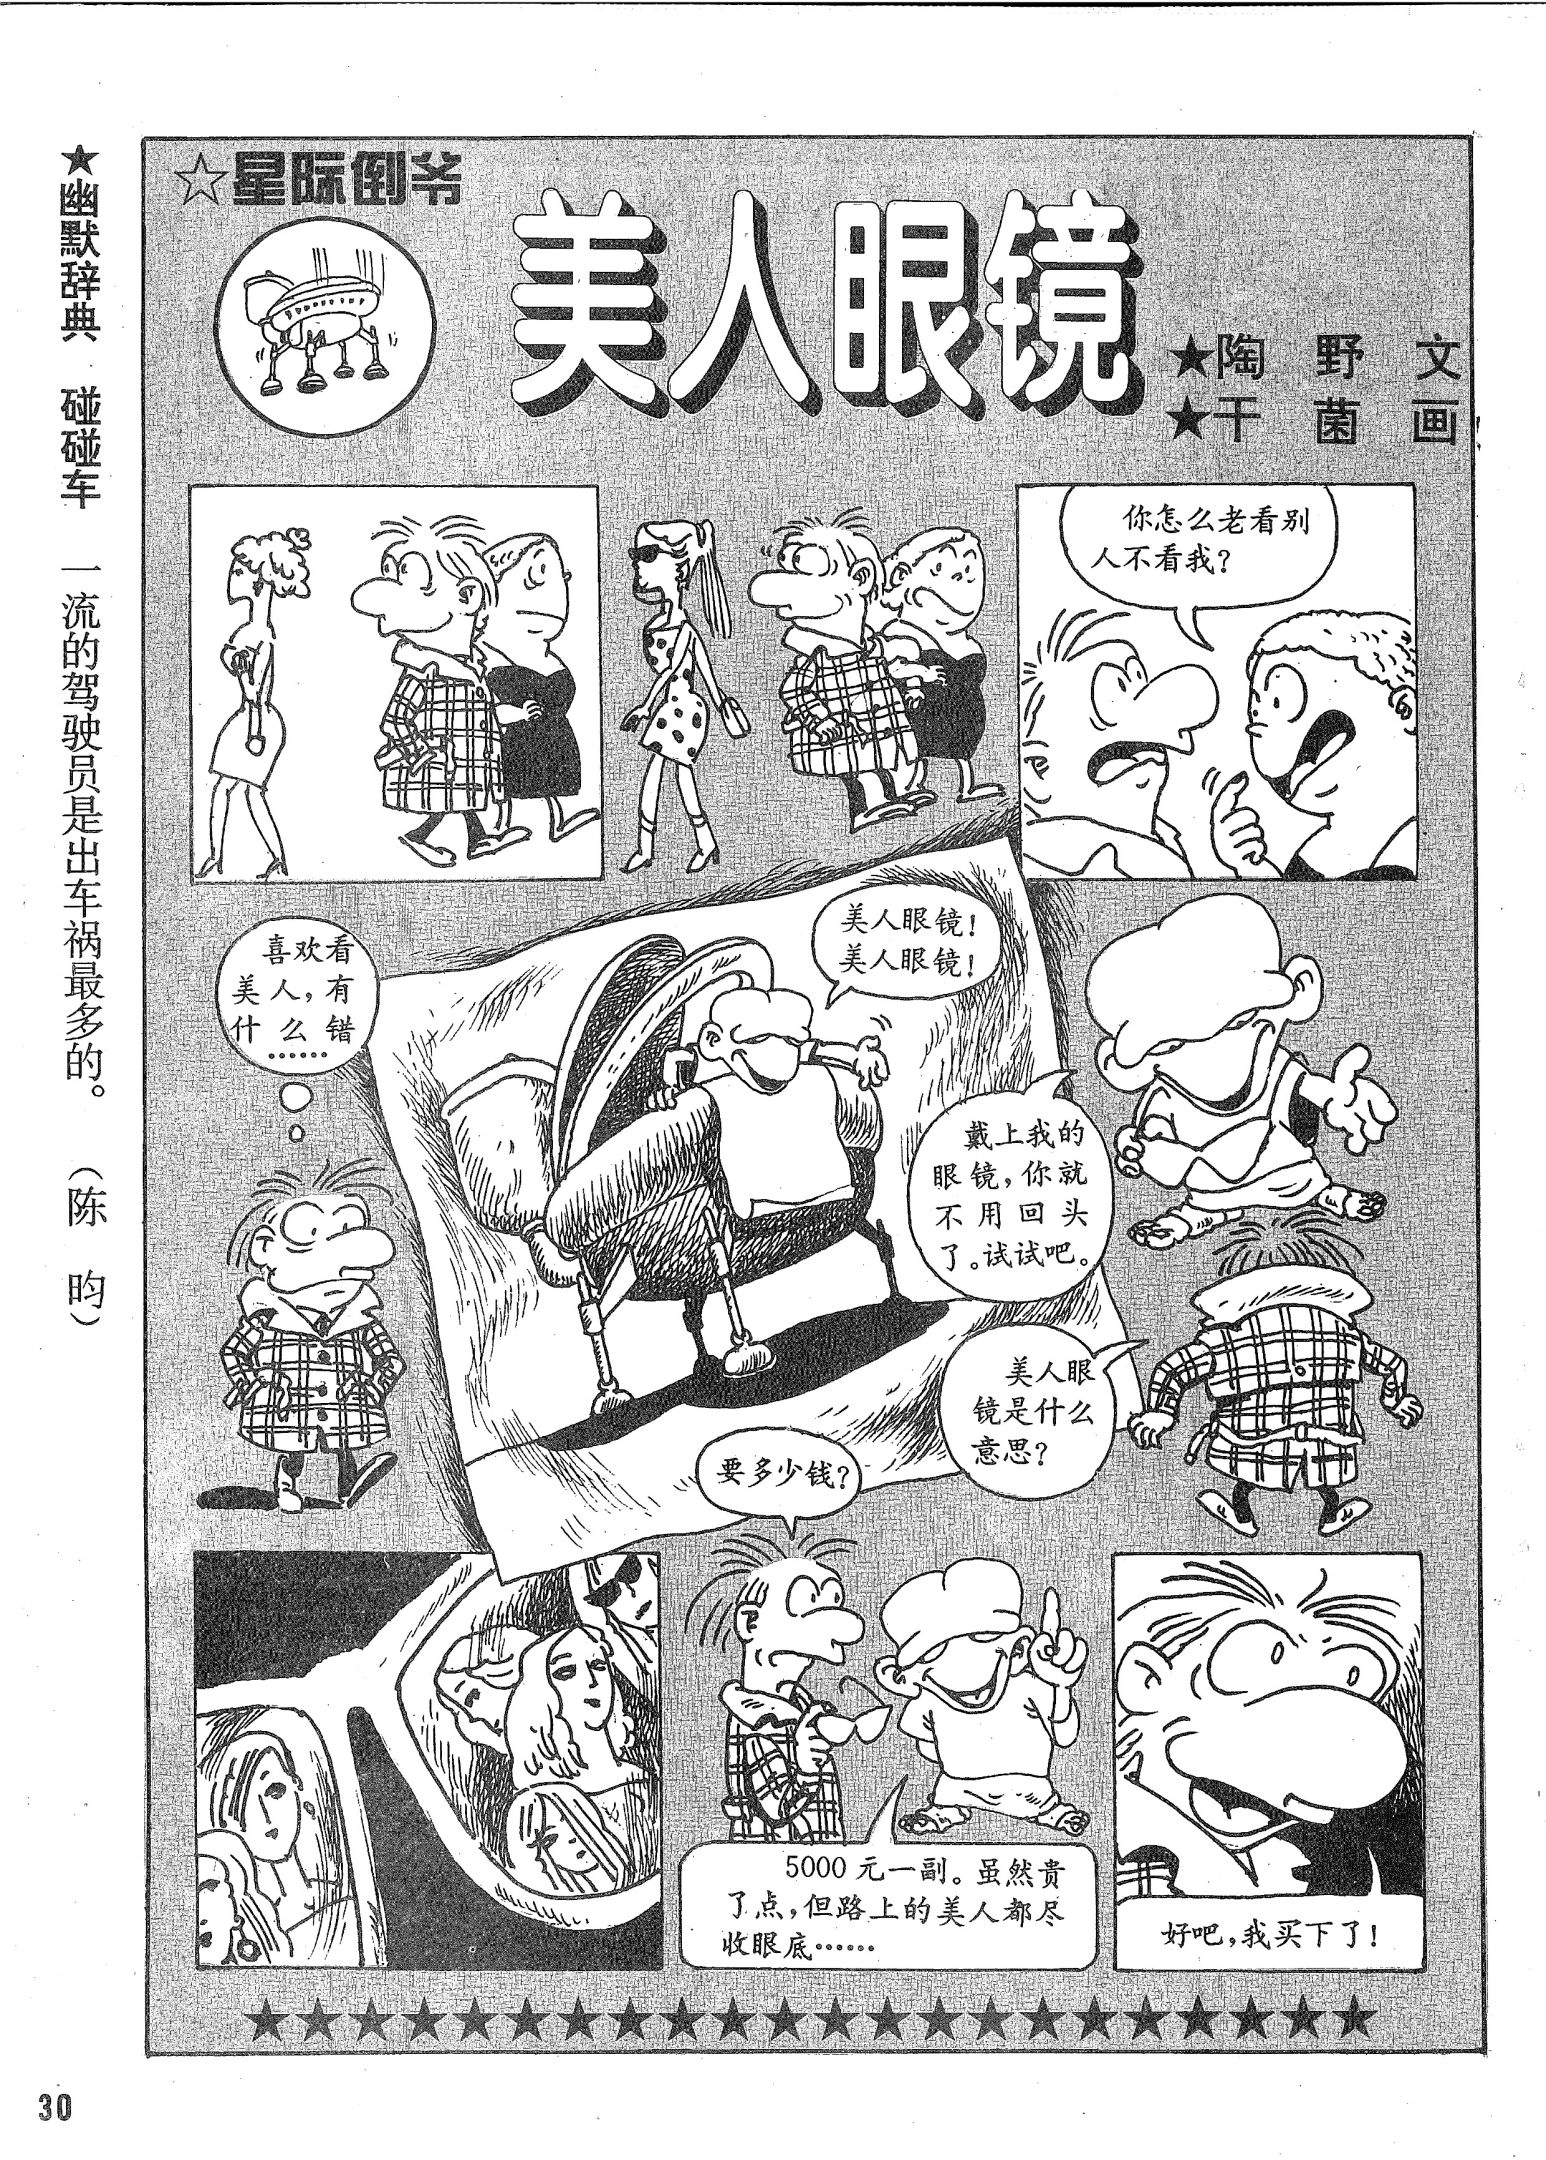 ☆星际倒爷
美人眼镜
★陶 野 文
★干 菌 画
你怎么老看别
人不看我?
喜欢看
美人,有
什么错
……
美人眼镜!
美人眼镜!
戴上我的
眼镜,你就
不用回头
了。试试吧。
美人眼
镜是什么
意思?
要多少钱?
5000元一副。虽然贵
了点,但路上的美人都尽
收眼底……
好吧,我买下了!
★★★★★★★★★★★★★★★★★★★★★★
★幽默辞典 碰碰车 一流的驾驶员是出车祸最多的。 (陈 昀)
30